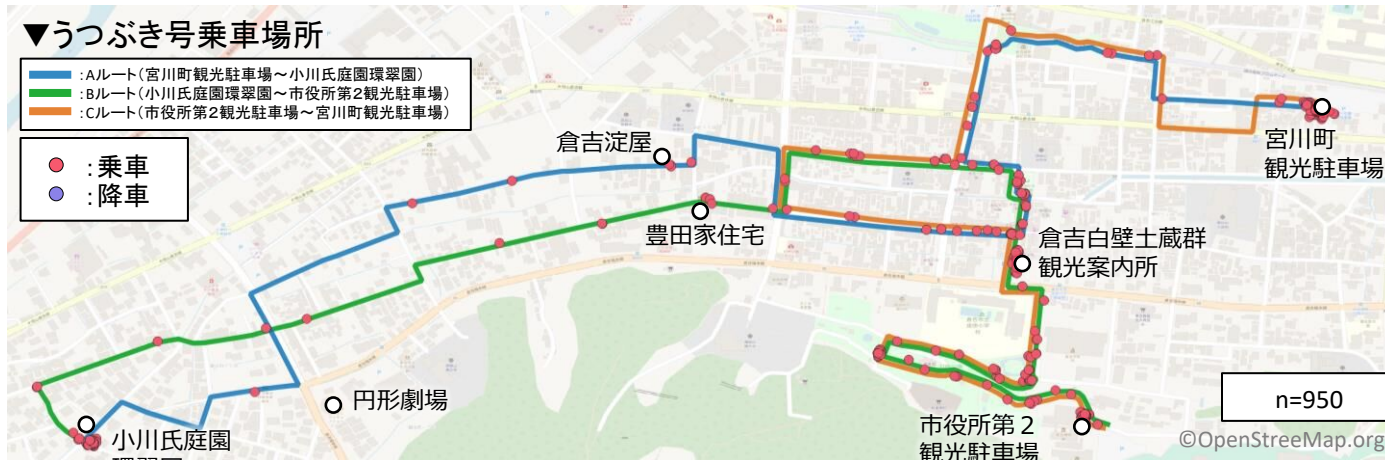 ▼うつぶき号乗車場所
:Aルート(宮川町観光駐車場～小川氏庭園環翠園)
:Bルート(小川氏庭園環翠園～市役所第2観光駐車場)
:Cルート(市役所第2観光駐車場～宮川町観光駐車場)
:乗車
:降車
倉吉淀屋
宮川町
観光駐車場
豊田家住宅
倉吉白壁土蔵群
観光案内所
円形劇場
n=950
小川氏庭園
市役所第２
観光駐車場
©OpenStreetMap.org